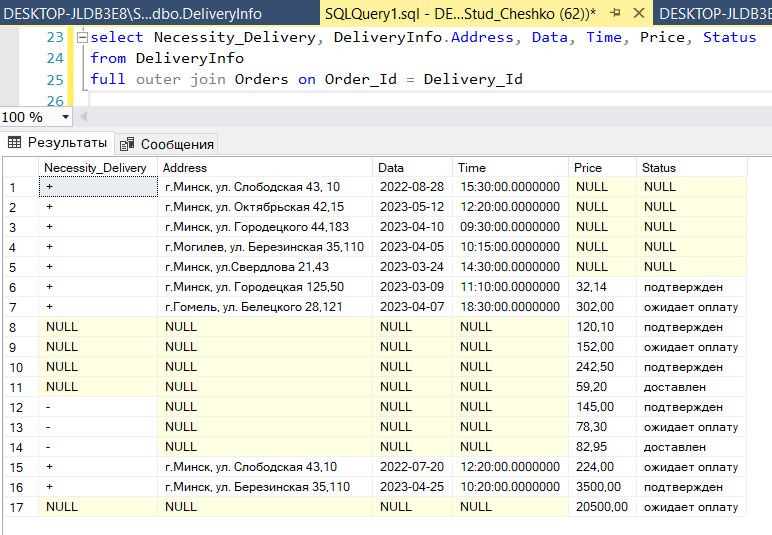 DESKTOP-JLDB3E8\S...dbo.DeliveryInfo SQLQuery1.sql - DE...Stud_Cheshko (62))* DESKTOP-JLDB3E
23 select Necessity_Delivery, DeliveryInfo.Address, Data, Time, Price, Status
24 from DeliveryInfo
25 full outer join Orders on Order_Id = Delivery_Id
26
100 %
Результаты Сообщения
Necessity_Delivery Address Data Time Price Status
1 + г.Минск, ул. Слободская 43, 10 2022-08-28 15:30:00.0000000 NULL NULL
2 + г.Минск, ул. Октябрьская 42,15 2023-05-12 12:20:00.0000000 NULL NULL
3 + г.Минск, ул. Городецкого 44,183 2023-04-10 09:30:00.0000000 NULL NULL
4 + г.Могилев, ул. Березинская 35,110 2023-04-05 10:15:00.0000000 NULL NULL
5 + г.Минск, ул.Свердлова 21,43 2023-03-24 14:30:00.0000000 NULL NULL
6 + г.Минск, ул. Городецкая 125,50 2023-03-09 11:10:00.0000000 32,14 подтвержден
7 + г.Гомель, ул. Белецкого 28,121 2023-04-07 18:30:00.0000000 302,00 ожидает оплату
8 NULL NULL NULL NULL 120,10 подтвержден
9 NULL NULL NULL NULL 152,00 ожидает оплату
10 NULL NULL NULL NULL 242,50 подтвержден
11 NULL NULL NULL NULL 59,20 доставлен
12 - NULL NULL NULL 145,00 подтвержден
13 - NULL NULL NULL 78,30 ожидает оплату
14 - NULL NULL NULL 82,95 доставлен
15 + г.Минск, ул. Слободская 43,10 2022-07-20 12:20:00.0000000 224,00 ожидает оплату
16 + г.Минск, ул. Березинская 35,110 2023-04-25 10:20:00.0000000 3500,00 подтвержден
17 NULL NULL NULL NULL 20500,00 ожидает оплату